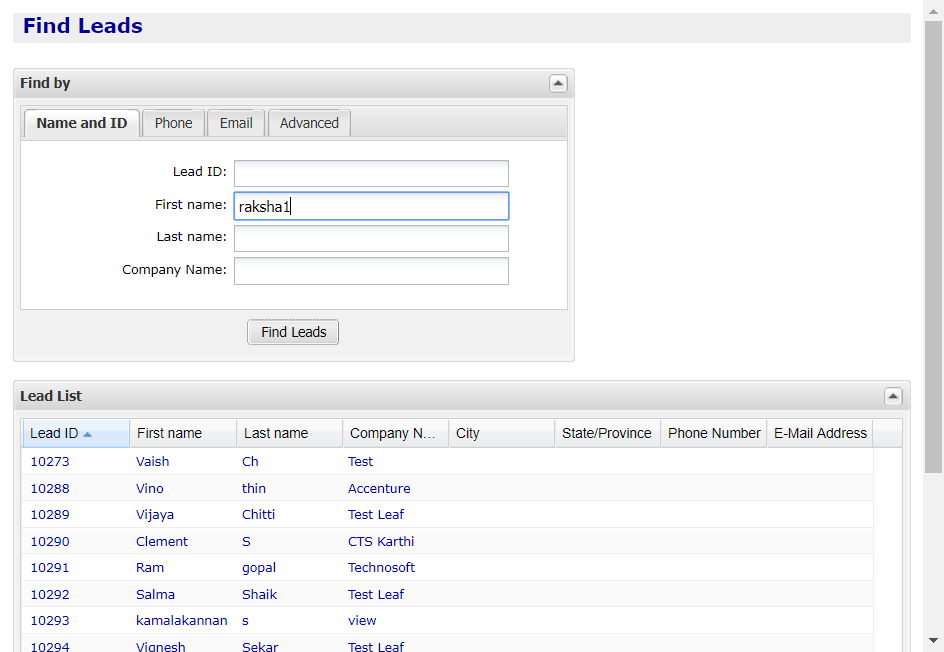 Find Leads
Find by
Name and ID Phone Email Advanced
Lead ID:
First name: raksha1
Last name:
Company Name:
Find Leads
Lead List
Lead ID First name Last name Company N... City State/Province Phone Number E-Mail Address
10273 Vaish Ch Test
10288 Vino thin Accenture
10289 Vijaya Chitti Test Leaf
10290 Clement S CTS Karthi
10291 Ram gopal Technosoft
10292 Salma Shaik Test Leaf
10293 kamalakannan s view
10294 Vignesh Sekar Test Leaf